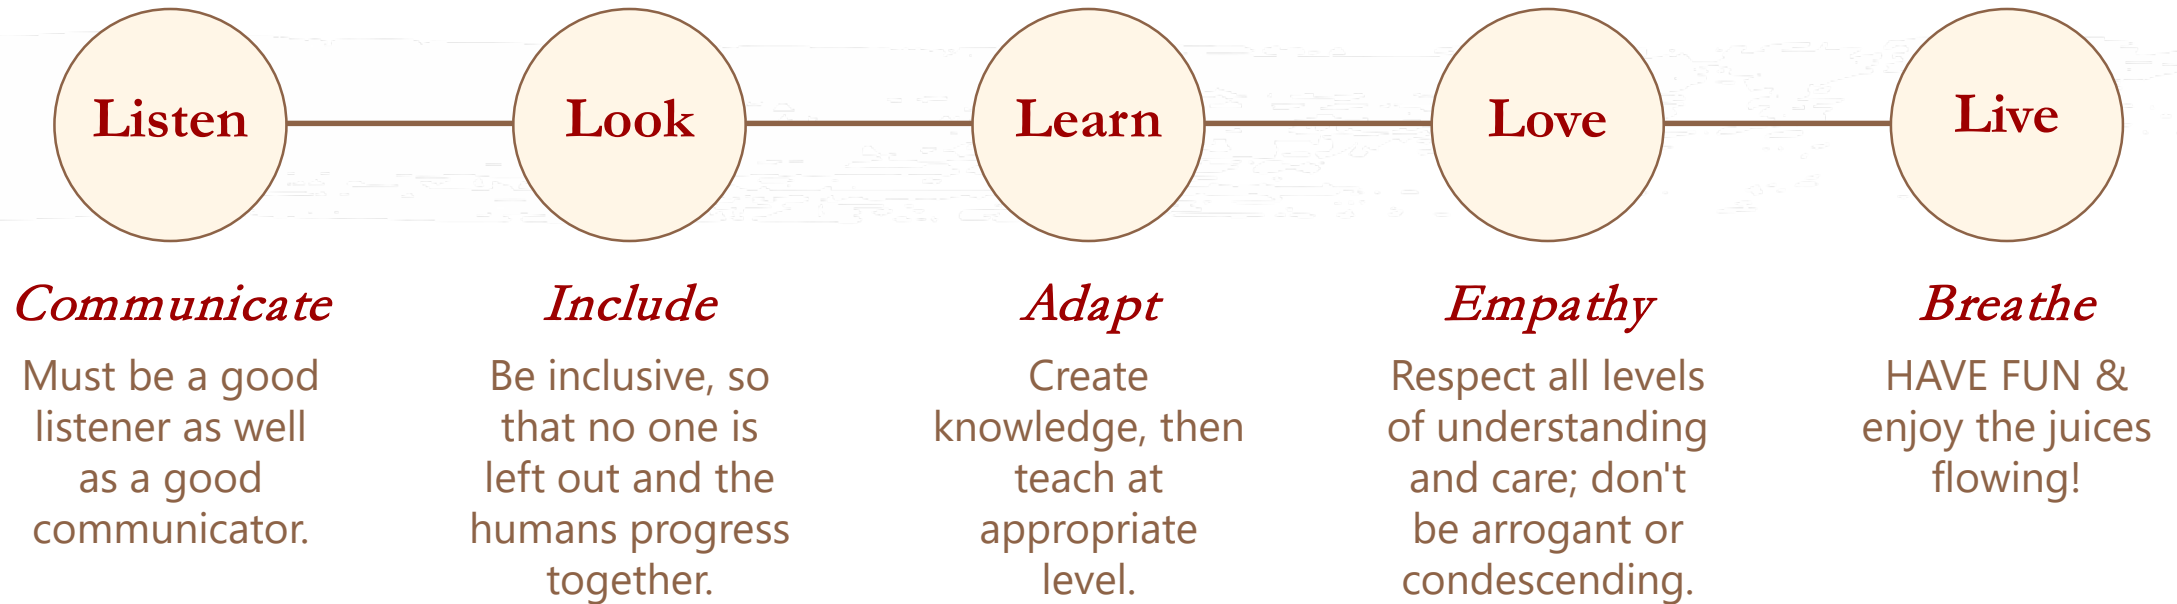 Listen
Look
Learn
Love
Live
Communicate
Must be a good
listener as well
as a good
communicator.
Include
Be inclusive, so
that no one is
left out and the
humans progress
together.
Adapt
Create
knowledge, then
teach at
appropriate
level.
Empathy
Respect all levels
of understanding
and care; don't
be arrogant or
condescending.
Breathe
HAVE FUN &
enjoy the juices
flowing!